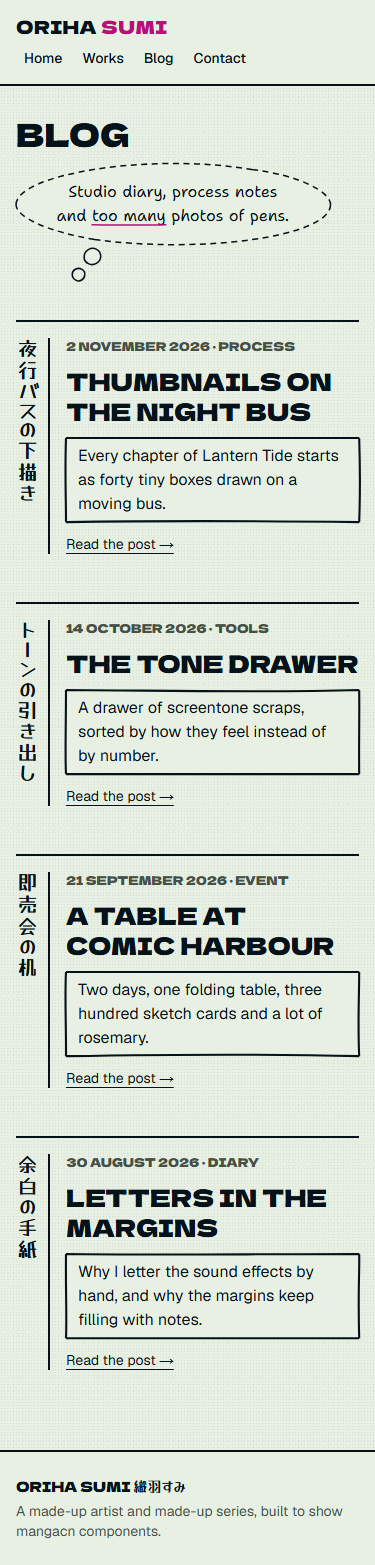 ORIHA SUMI
Home Works Blog Contact
BLOG
Studio diary, process notes
and too many photos of pens.
夜行バスの下描き
2 NOVEMBER 2026 · PROCESS
THUMBNAILS ON
THE NIGHT BUS
Every chapter of Lantern Tide starts
as forty tiny boxes drawn on a
moving bus.
Read the post →
トーンの引き出し
14 OCTOBER 2026 · TOOLS
THE TONE DRAWER
A drawer of screentone scraps,
sorted by how they feel instead of
by number.
Read the post →
即売会の机
21 SEPTEMBER 2026 · EVENT
A TABLE AT
COMIC HARBOUR
Two days, one folding table, three
hundred sketch cards and a lot of
rosemary.
Read the post →
余白の手紙
30 AUGUST 2026 · DIARY
LETTERS IN THE
MARGINS
Why I letter the sound effects by
hand, and why the margins keep
filling with notes.
Read the post →
ORIHA SUMI 織羽すみ
A made-up artist and made-up series, built to show
mangacn components.